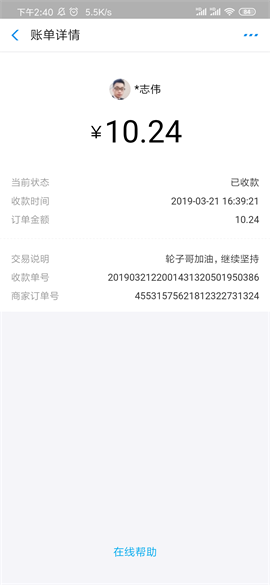 下午2:40 5.5K/s 64
账单详情
*志伟
¥10.24
当前状态 已收款
收款时间 2019-03-21 16:39:21
订单金额 10.24
交易说明 轮子哥加油，继续坚持
收款单号 20190321220014313205019503​86
商家订单号 45531575621812322731324
在线帮助